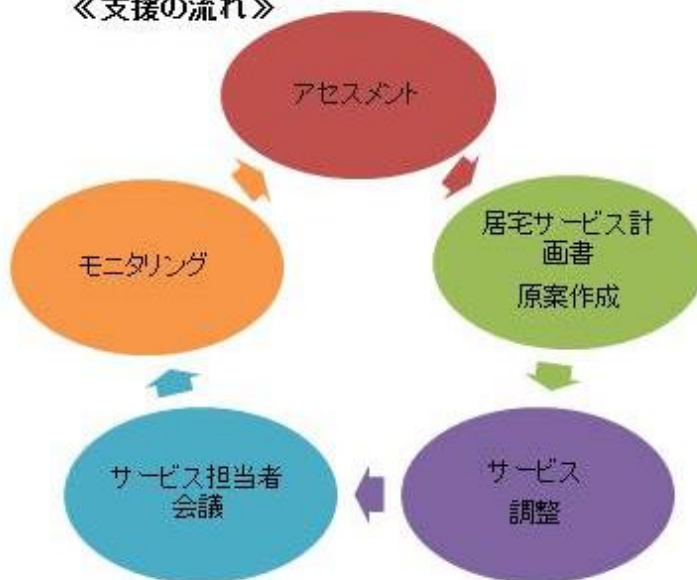 ≪支援の流れ≫
アセスメント
居宅サービス計
画書
原案作成
サービス
調整
サービス担当者
会議
モニタリング